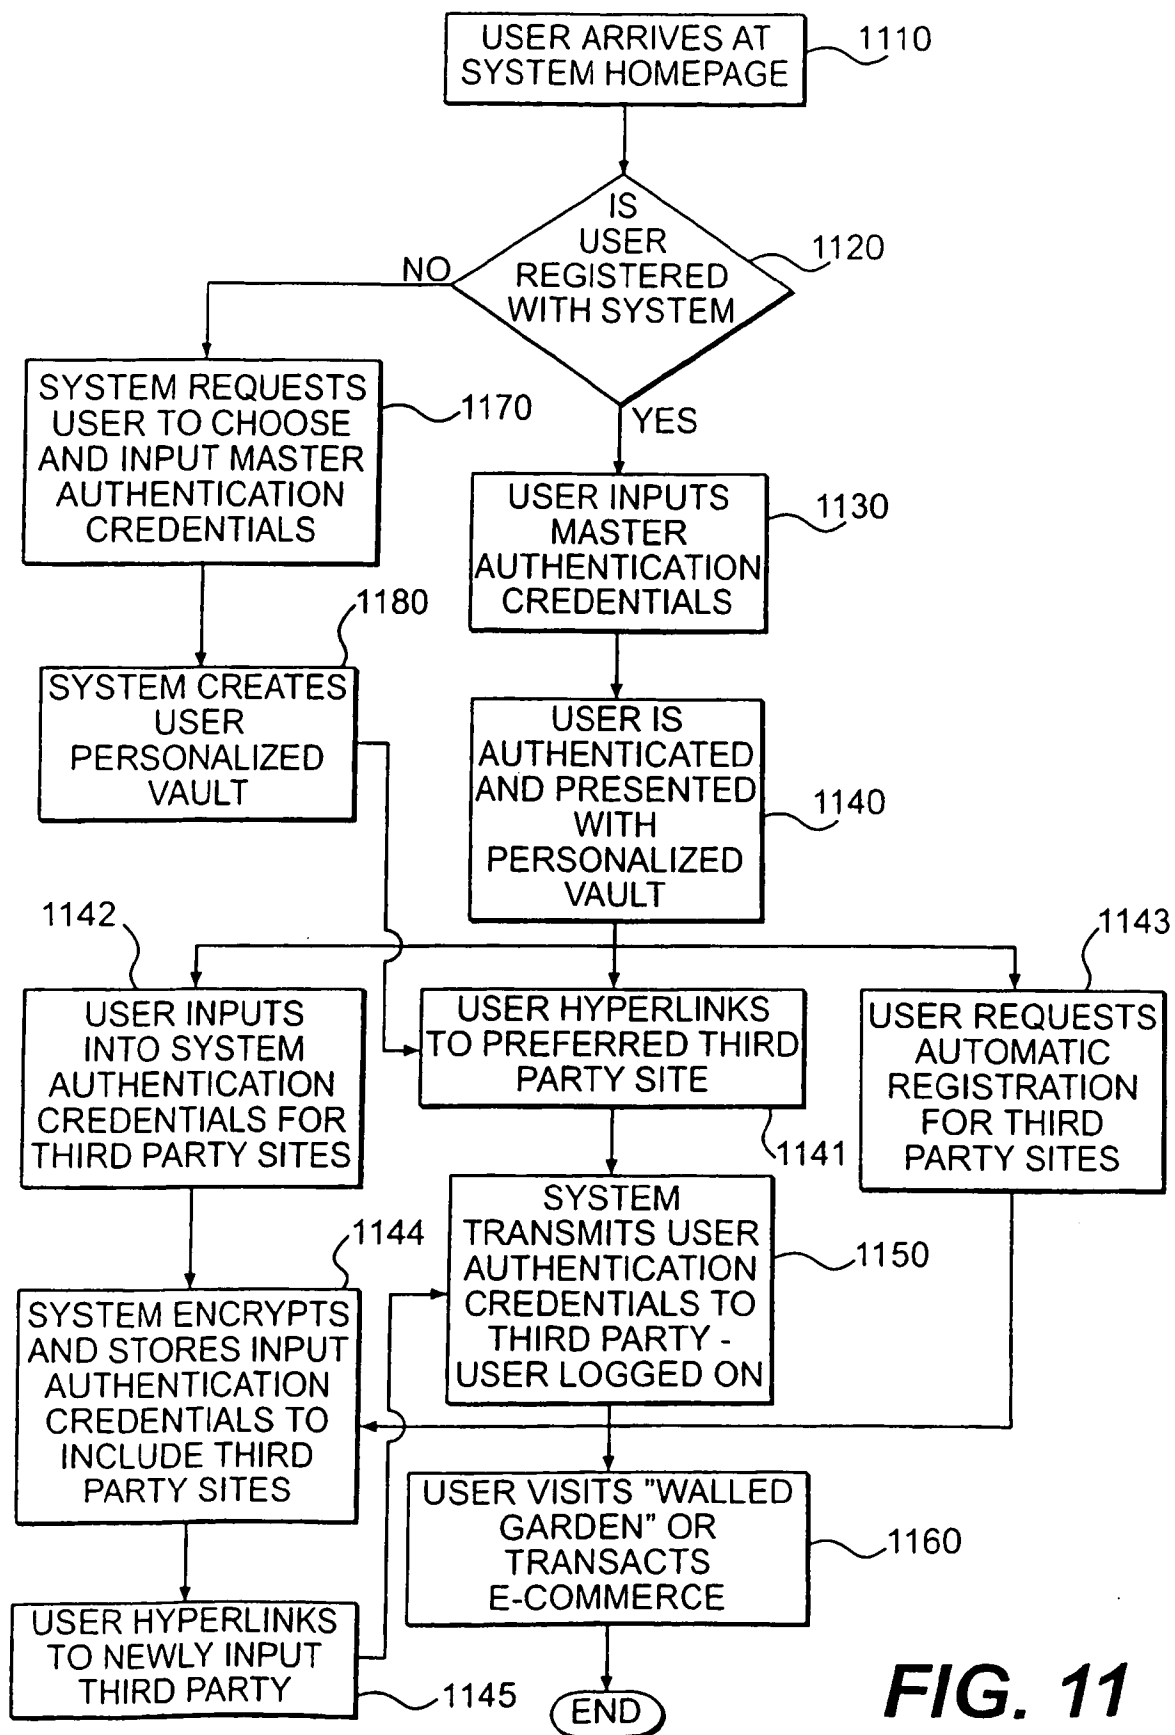 USER ARRIVES AT
SYSTEM HOMEPAGE
1110
IS
USER
REGISTERED
WITH SYSTEM
1120
NO
YES
SYSTEM REQUESTS
USER TO CHOOSE
AND INPUT MASTER
AUTHENTICATION
CREDENTIALS
1170
USER INPUTS
MASTER
AUTHENTICATION
CREDENTIALS
1130
1180
SYSTEM CREATES
USER
PERSONALIZED
VAULT
USER IS
AUTHENTICATED
AND PRESENTED
WITH
PERSONALIZED
VAULT
1140
1142
USER INPUTS
INTO SYSTEM
AUTHENTICATION
CREDENTIALS FOR
THIRD PARTY SITES
USER HYPERLINKS
TO PREFERRED THIRD
PARTY SITE
1141
1143
USER REQUESTS
AUTOMATIC
REGISTRATION
FOR THIRD
PARTY SITES
1144
SYSTEM ENCRYPTS
AND STORES INPUT
AUTHENTICATION
CREDENTIALS TO
INCLUDE THIRD
PARTY SITES
SYSTEM
TRANSMITS USER
AUTHENTICATION
CREDENTIALS TO
THIRD PARTY -
USER LOGGED ON
1150
USER VISITS "WALLED
GARDEN" OR
TRANSACTS
E-COMMERCE
1160
USER HYPERLINKS
TO NEWLY INPUT
THIRD PARTY
1145
END
FIG. 11